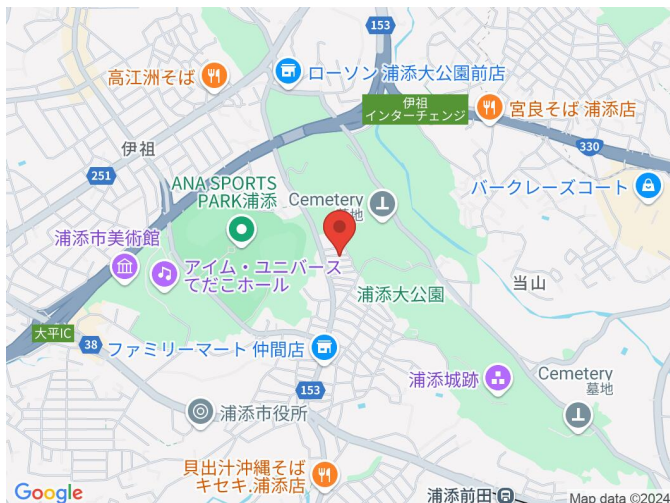 153
高江洲そば
ローソン 浦添大公園前店
伊祖
インターチェンジ
宮良そば 浦添店
伊祖
330
251
ANA SPORTS
PARK浦添
Cemetery
墓地
バークレーズコート
浦添市美術館
アイム・ユニバース
てだこホール
当山
浦添大公園
大平IC
38
ファミリーマート 仲間店
153
浦添城跡
Cemetery
墓地
浦添市役所
貝出汁沖縄そば
キセキ.浦添店
浦添前田
Google
Map data ©2024